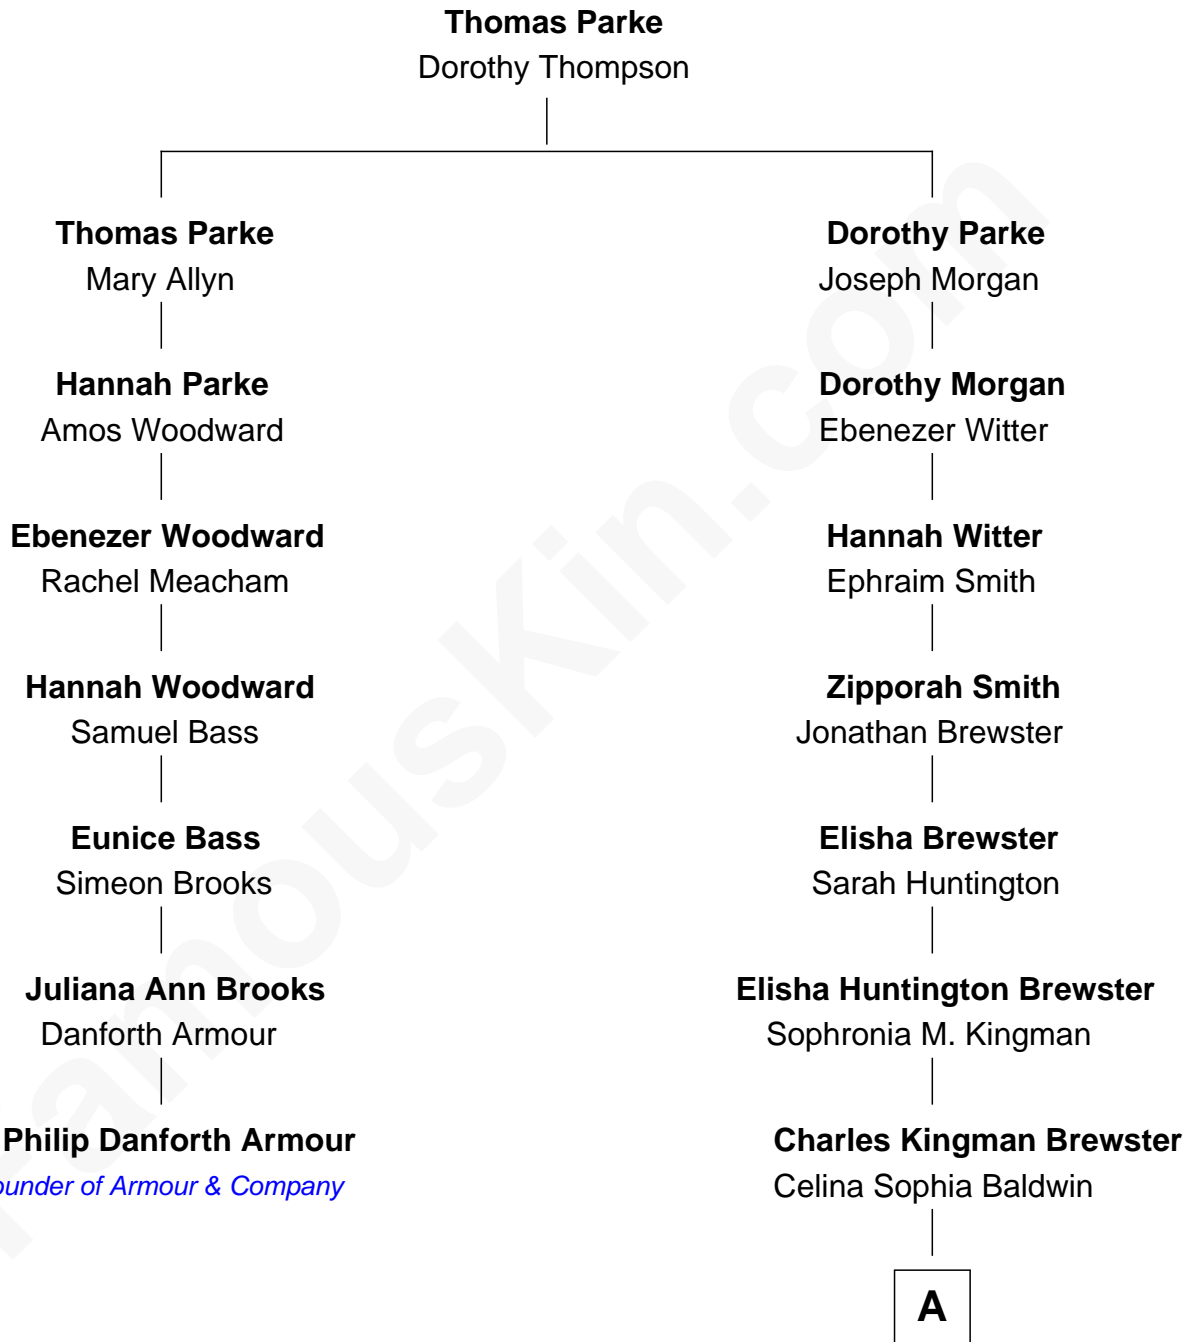 Thomas Parke
Dorothy Thompson
Thomas Parke
Mary Allyn
Hannah Parke
Amos Woodward
Ebenezer Woodward
Rachel Meacham
Hannah Woodward
Samuel Bass
Eunice Bass
Simeon Brooks
Juliana Ann Brooks
Danforth Armour
Philip Danforth Armour
ounder of Armour & Company
Dorothy Parke
Joseph Morgan
Dorothy Morgan
Ebenezer Witter
Hannah Witter
Ephraim Smith
Zipporah Smith
Jonathan Brewster
Elisha Brewster
Sarah Huntington
Elisha Huntington Brewster
Sophronia M. Kingman
Charles Kingman Brewster
Celina Sophia Baldwin
A
FamousKin.com